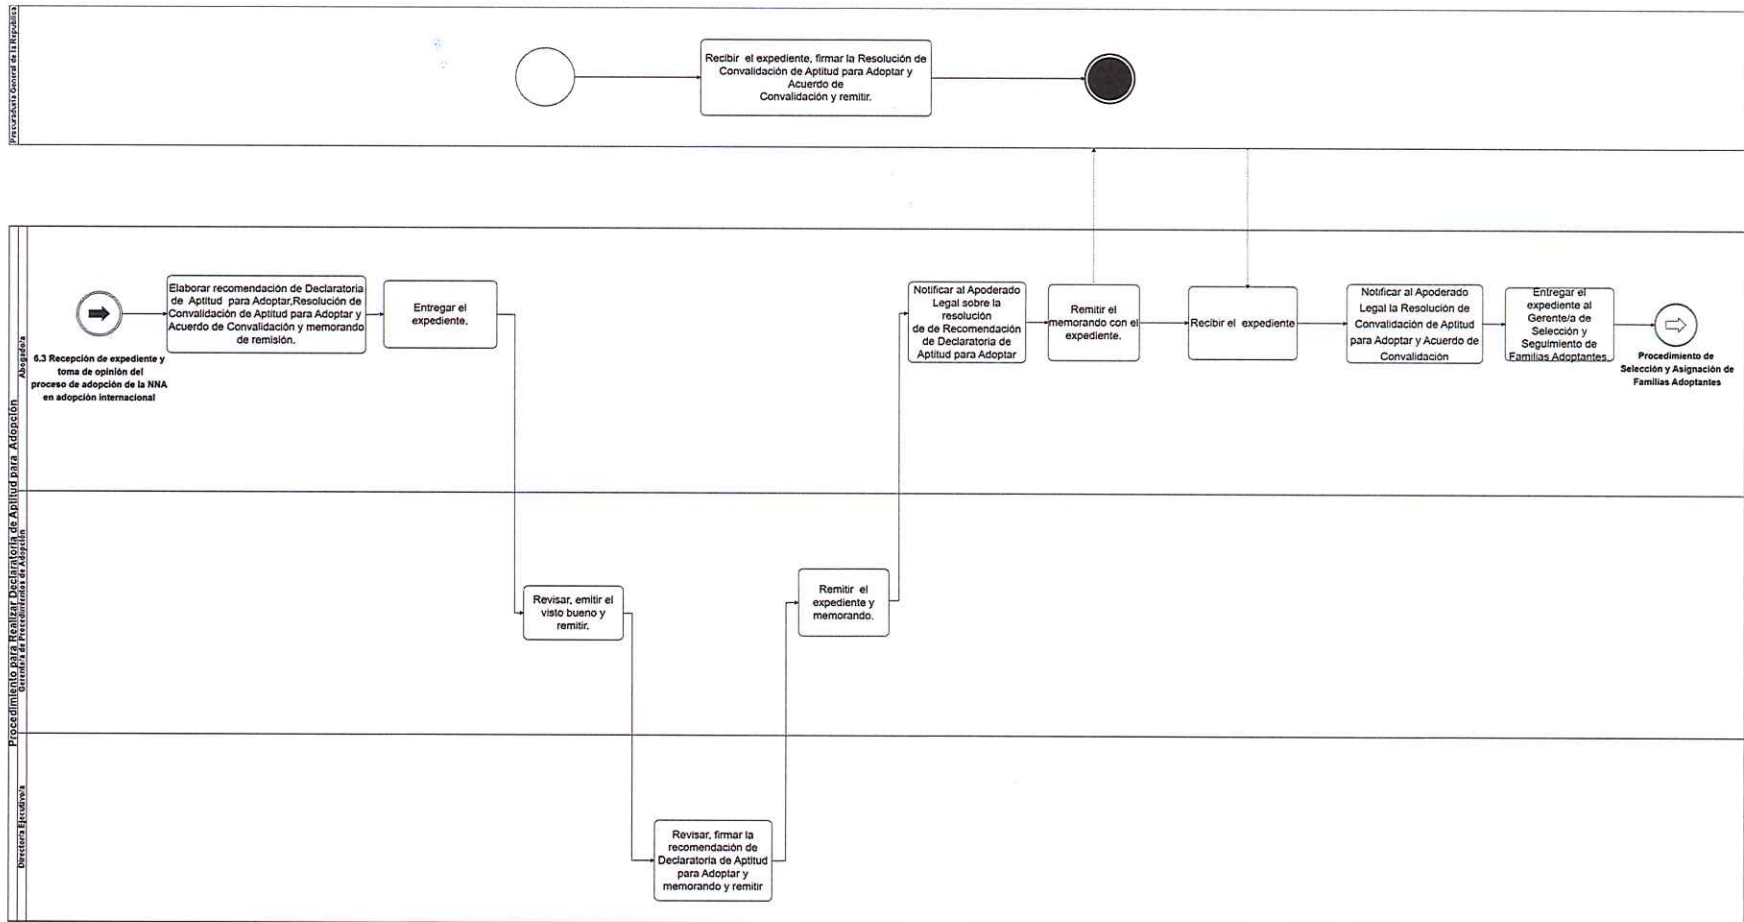 Procuraduria General de la Republica
Recibir el expediente, firmar la Resolución de
Convalidación de Aptitud para Adoptar y
Acuerdo de
Convalidación y remitir.
Procedimiento para Realizar Declaratoria de Aptitud para Adopción
Abogado/a
6.3 Recepción de expediente y
toma de opinión del
proceso de adopción de la NNA
en adopción internacional
Elaborar recomendación de Declaratoria
de Aptitud para Adoptar,Resolución de
Convalidación de Aptitud para Adoptar y
Acuerdo de Convalidación y memorando
de remisión.
Entregar el
expediente.
Notificar al Apoderado
Legal sobre la
resolución
de de Recomendación
de Declaratoria de
Aptitud para Adoptar
Remitir el
memorando con el
expediente.
Recibir el expediente
Notificar al Apoderado
Legal la Resolución de
Convalidación de Aptitud
para Adoptar y Acuerdo de
Convalidación
Entregar el
expediente al
Gerente/a de
Selección y
Seguimiento de
Familias Adoptantes
Procedimiento de
Selección y Asignación de
Familias Adoptantes
Gerente/a de Procedimientos de Adopción
Revisar, emitir el
visto bueno y
remitir.
Remitir el
expediente y
memorando.
Director/a Ejecutivo/a
Revisar, firmar la
recomendación de
Declaratoria de Aptitud
para Adoptar y
memorando y remitir